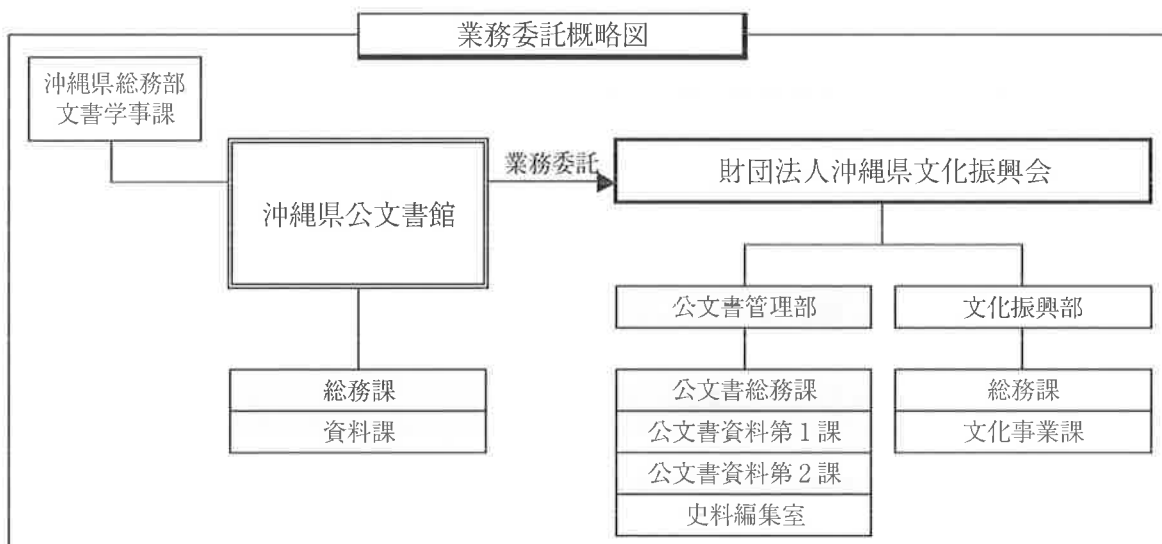 業務委託概略図
沖縄県総務部
文書学事課
沖縄県公文書館
業務委託
財団法人沖縄県文化振興会
総務課
資料課
公文書管理部
文化振興部
公文書総務課
公文書資料第1課
公文書資料第2課
史料編集室
総務課
文化事業課